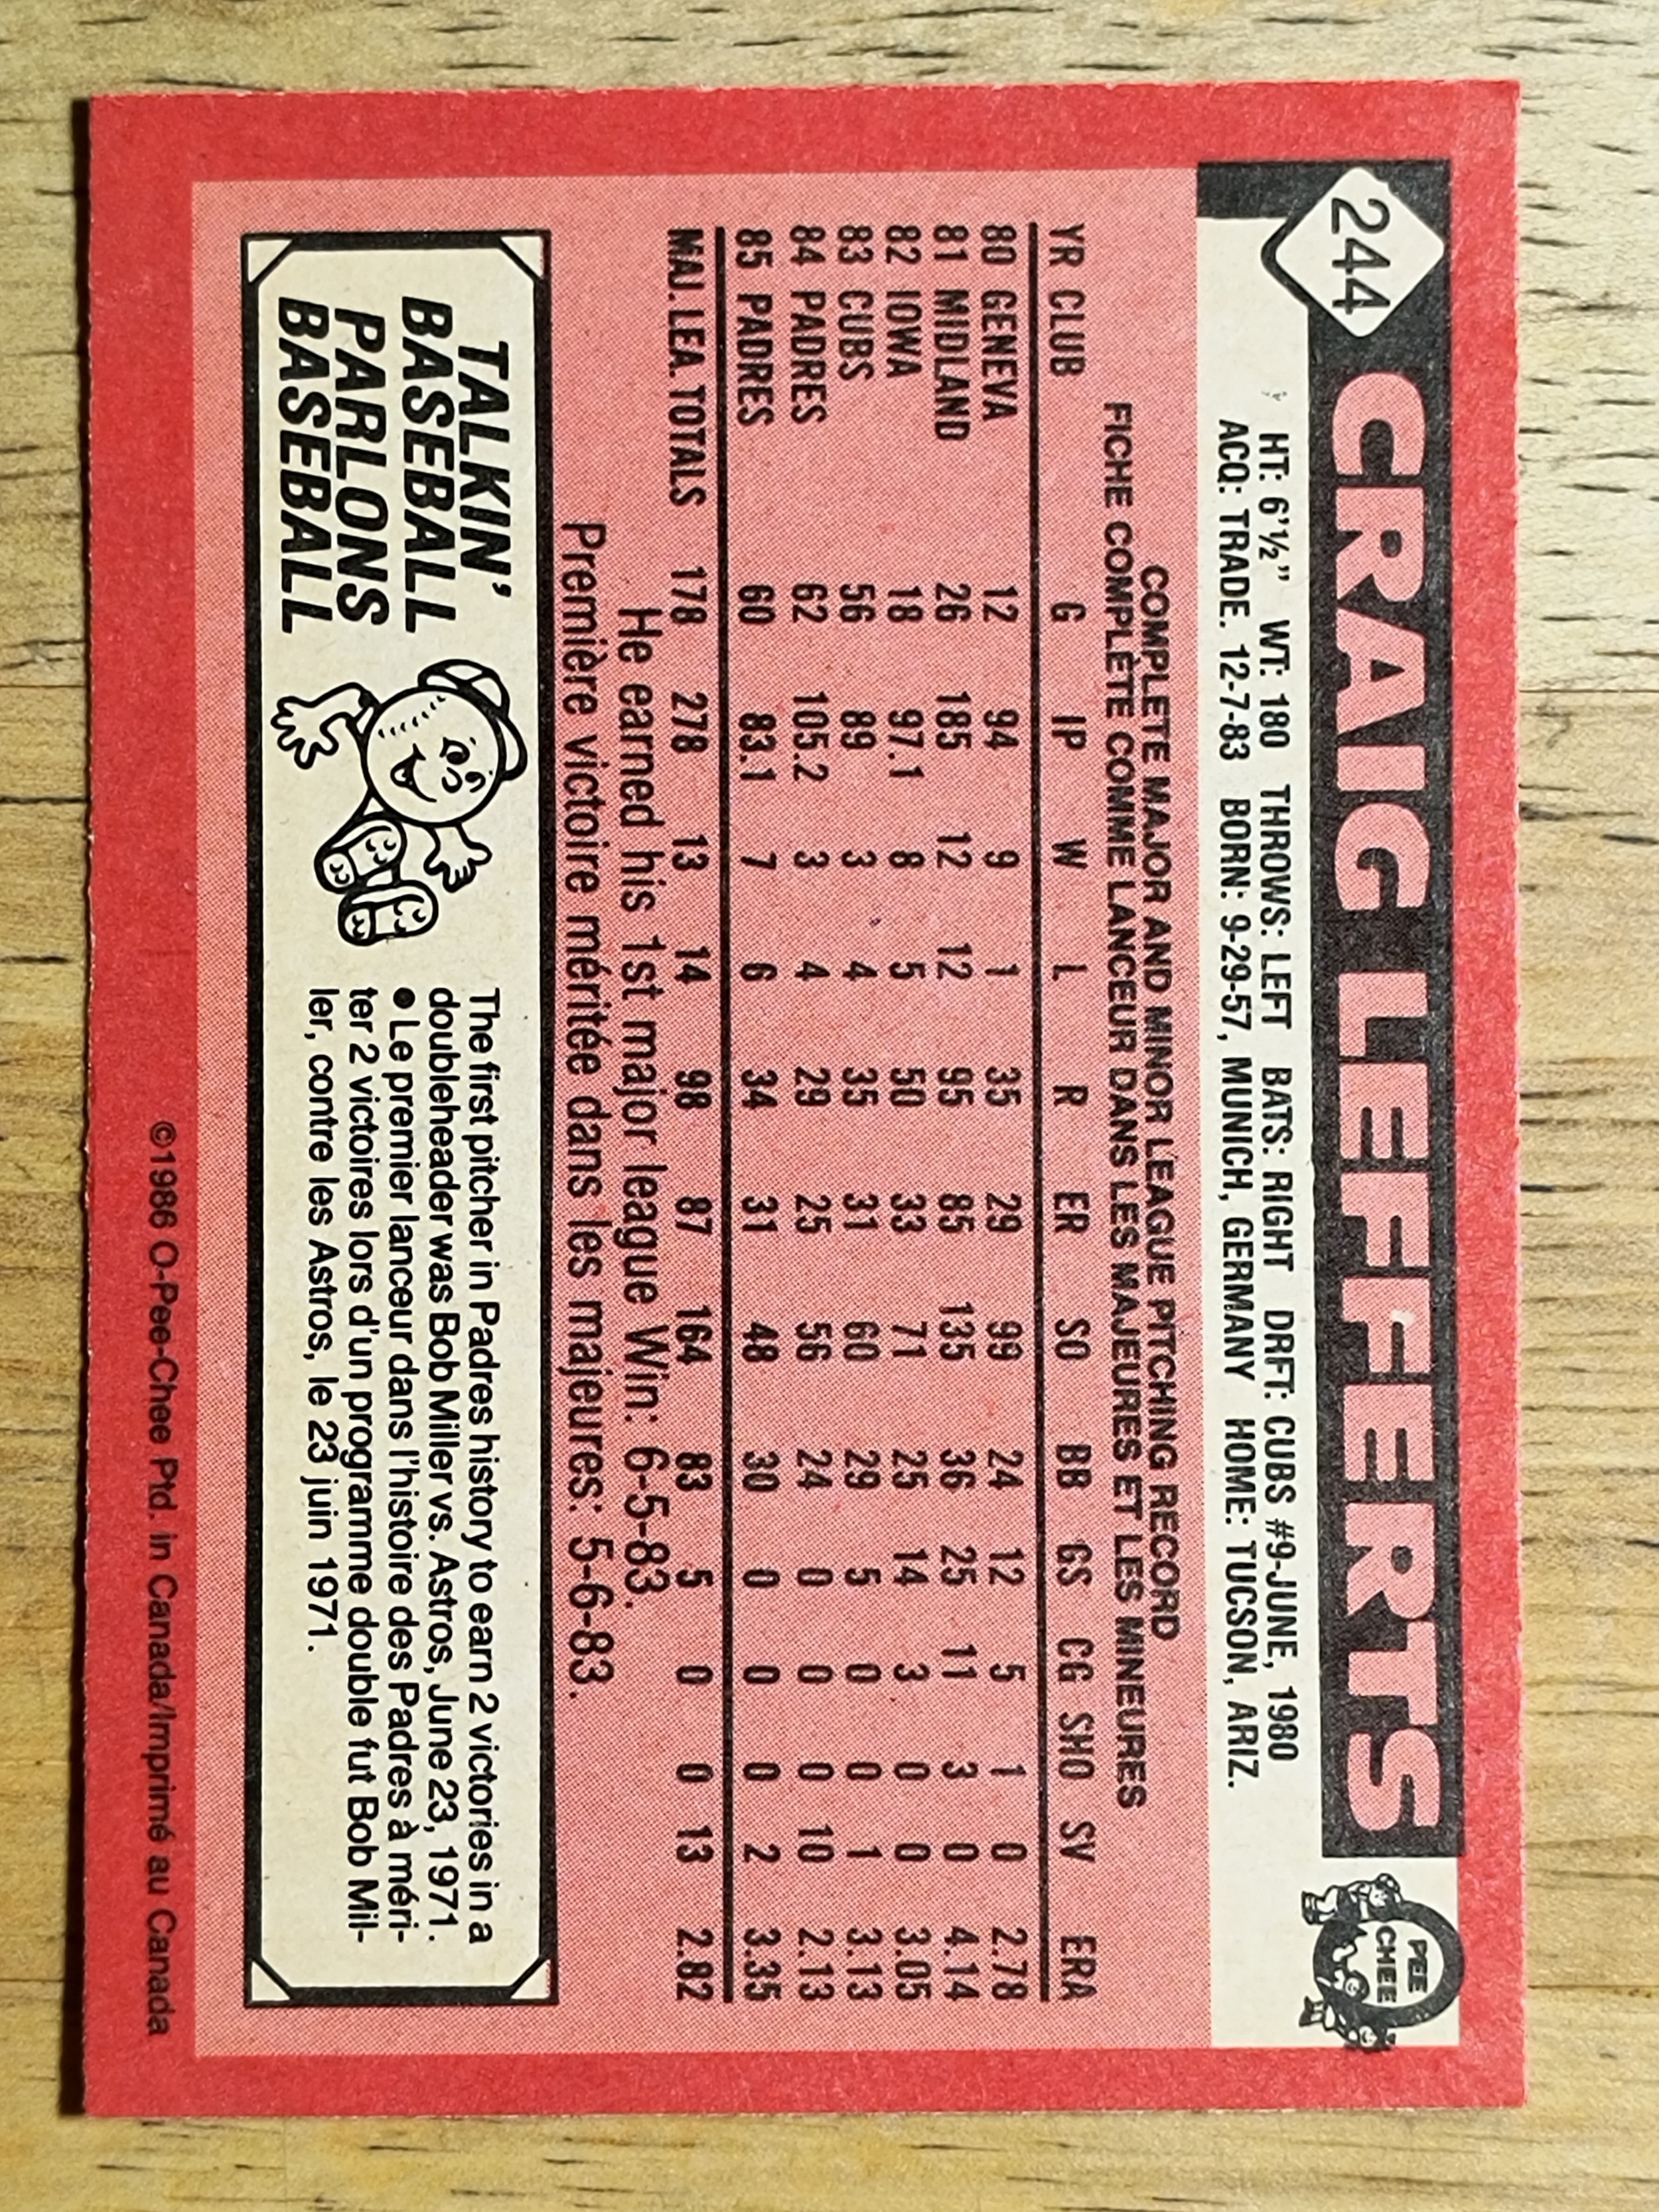 244
CRAIG LEFFERTS
PEE
CHEE
HT: 6'½" WT: 180 THROWS: LEFT BATS: RIGHT DRFT: CUBS #9-JUNE, 1980
ACQ: TRADE. 12-7-83 BORN: 9-29-57, MUNICH, GERMANY HOME: TUCSON, ARIZ.
COMPLETE MAJOR AND MINOR LEAGUE PITCHING RECORD
FICHE COMPLÈTE COMME LANCEUR DANS LES MAJEURES ET LES MINEURES
YR CLUB G IP W L R ER SO BB GS CG SHO SV ERA
80 GENEVA 12 94 9 1 35 29 99 24 12 5 1 0 2.78
81 MIDLAND 26 185 12 12 95 85 135 36 25 11 3 0 4.14
82 IOWA 18 97.1 8 5 50 33 71 25 14 3 0 0 3.05
83 CUBS 56 89 3 4 35 31 60 29 5 0 0 1 3.13
84 PADRES 62 105.2 3 4 29 25 56 24 0 0 0 10 2.13
85 PADRES 60 83.1 7 6 34 31 48 30 0 0 0 2 3.35
MAJ. LEA. TOTALS 178 278 13 14 98 87 164 83 5 0 0 13 2.82
He earned his 1st major league Win: 6-5-83.
Première victoire méritée dans les majeures: 5-6-83.
TALKIN'
BASEBALL
PARLONS
BASEBALL
The first pitcher in Padres history to earn 2 victories in a
doubleheader was Bob Miller vs. Astros, June 23, 1971.
● Le premier lanceur dans l'histoire des Padres à méri-
ter 2 victoires lors d'un programme double fut Bob Mil-
ler, contre les Astros, le 23 juin 1971.
©1986 O-Pee-Chee Ptd. in Canada/Imprimé au Canada